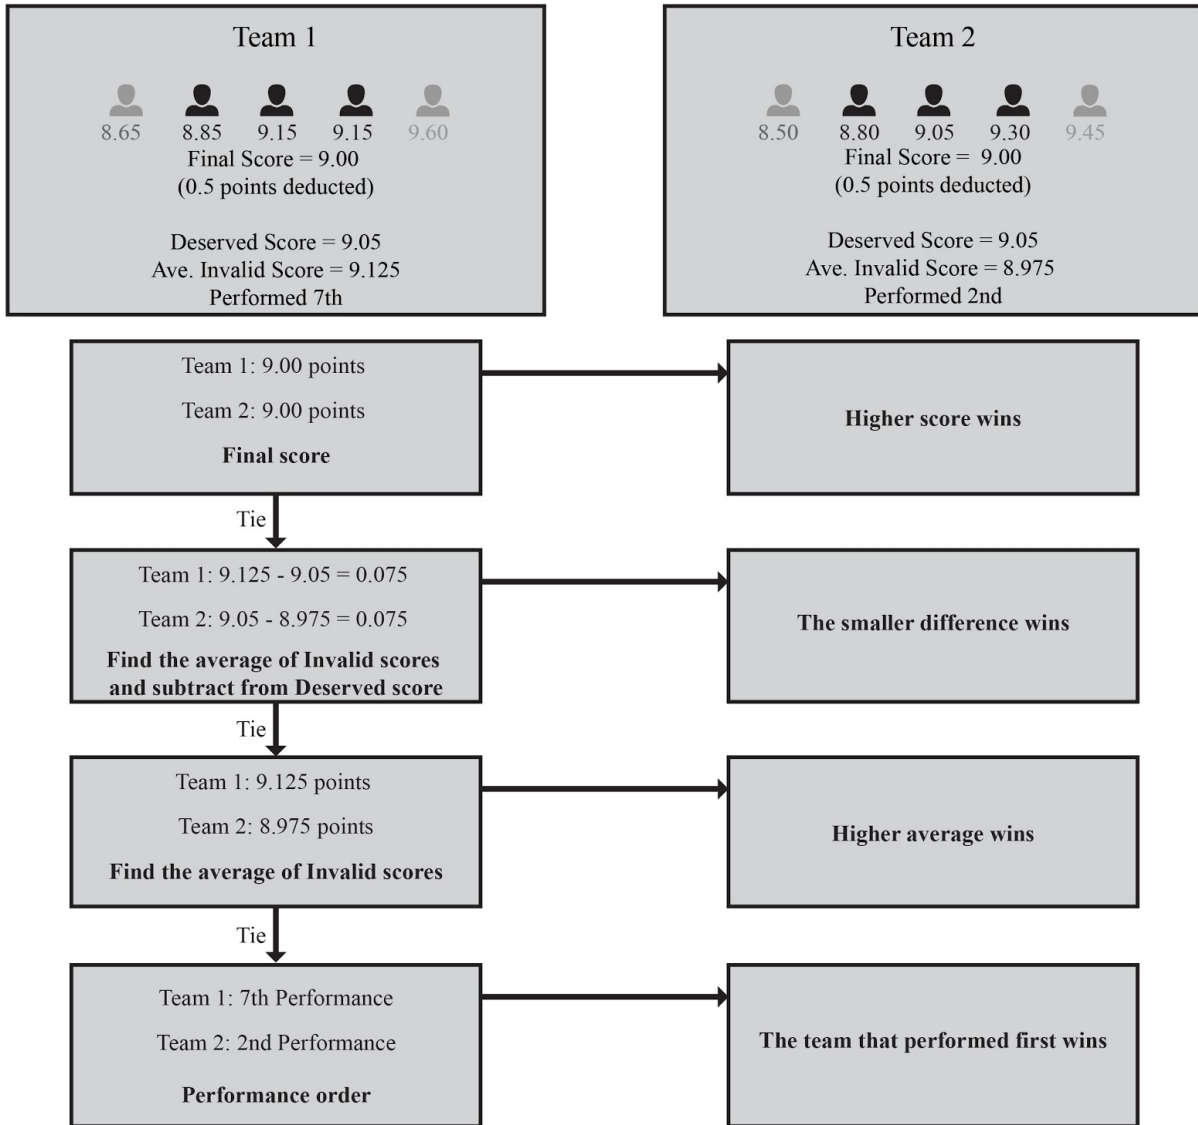 Team 1
8.65 8.85 9.15 9.15 9.60
Final Score = 9.00
(0.5 points deducted)
Deserved Score = 9.05
Ave. Invalid Score = 9.125
Performed 7th
Team 2
8.50 8.80 9.05 9.30 9.45
Final Score = 9.00
(0.5 points deducted)
Deserved Score = 9.05
Ave. Invalid Score = 8.975
Performed 2nd
Team 1: 9.00 points
Team 2: 9.00 points
Final score
Higher score wins
Tie
Team 1: 9.125 - 9.05 = 0.075
Team 2: 9.05 - 8.975 = 0.075
Find the average of Invalid scores
and subtract from Deserved score
The smaller difference wins
Tie
Team 1: 9.125 points
Team 2: 8.975 points
Find the average of Invalid scores
Higher average wins
Tie
Team 1: 7th Performance
Team 2: 2nd Performance
Performance order
The team that performed first wins